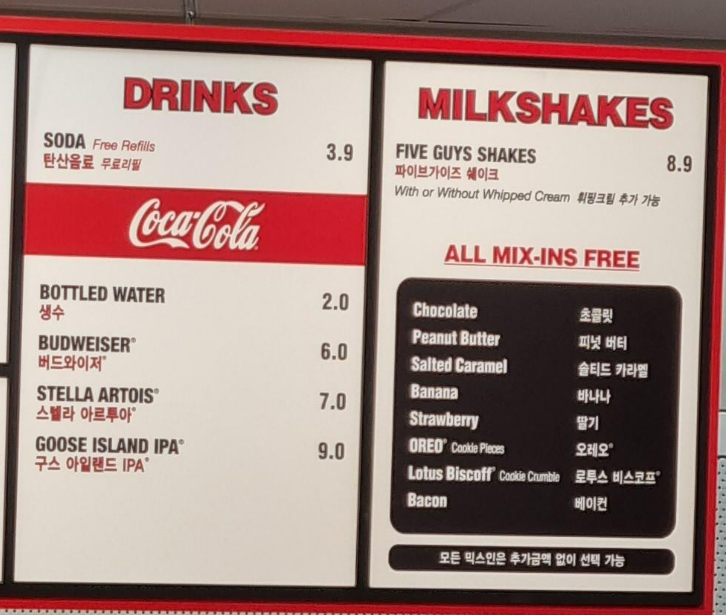 DRINKS
SODA Free Refills 3.9
탄산음료 무료리필
Coca-Cola
BOTTLED WATER 2.0
생수
BUDWEISER® 6.0
버드와이저®
STELLA ARTOIS® 7.0
스텔라 아르투아®
GOOSE ISLAND IPA® 9.0
구스 아일랜드 IPA®
MILKSHAKES
FIVE GUYS SHAKES 8.9
파이브가이즈 쉐이크
With or Without Whipped Cream 휘핑크림 추가 가능
ALL MIX-INS FREE
Chocolate 초콜릿
Peanut Butter 피넛 버터
Salted Caramel 솔티드 카라멜
Banana 바나나
Strawberry 딸기
OREO® Cookie Pieces 오레오®
Lotus Biscoff® Cookie Crumble 로투스 비스코프®
Bacon 베이컨
모든 믹스인은 추가금액 없이 선택 가능